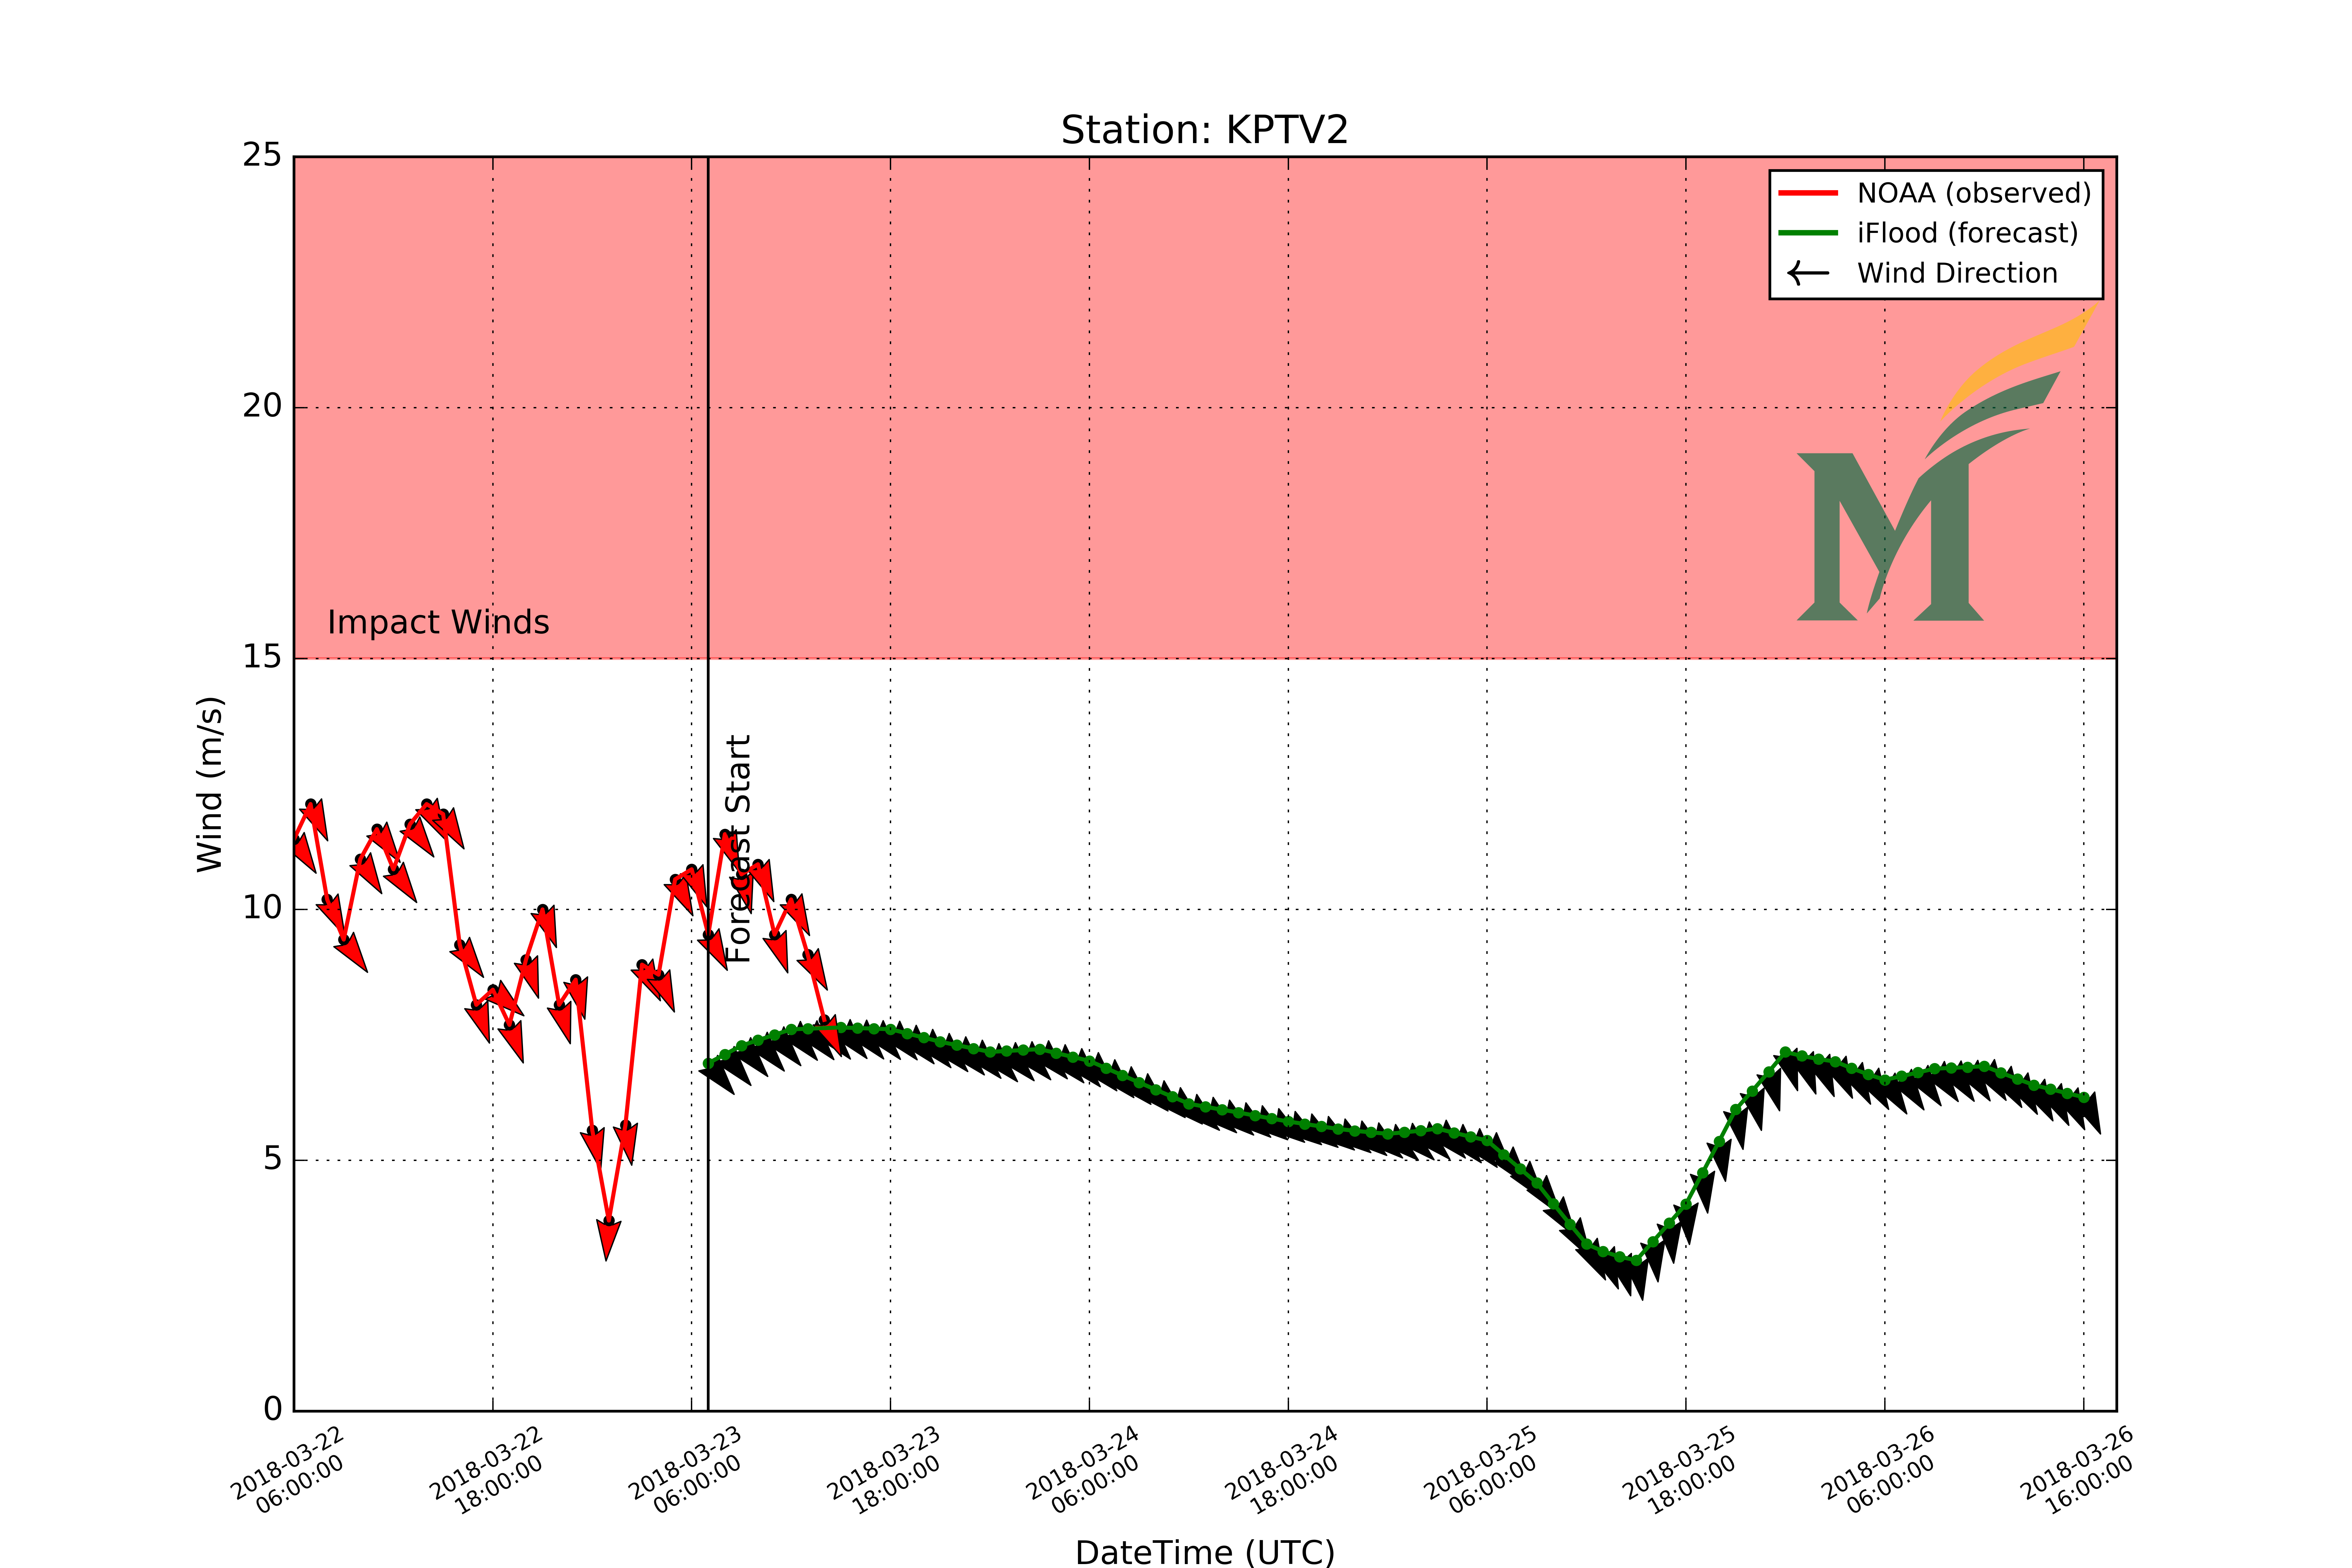 Station: KPTV2
25
20
15
10
5
0
Wind (m/s)
NOAA (observed)
iFlood (forecast)
Wind Direction
M
Impact Winds
Forecast Start
2018-03-22
06:00:00
2018-03-22
18:00:00
2018-03-23
06:00:00
2018-03-23
18:00:00
2018-03-24
06:00:00
2018-03-24
18:00:00
2018-03-25
06:00:00
2018-03-25
18:00:00
2018-03-26
06:00:00
2018-03-26
16:00:00
DateTime (UTC)